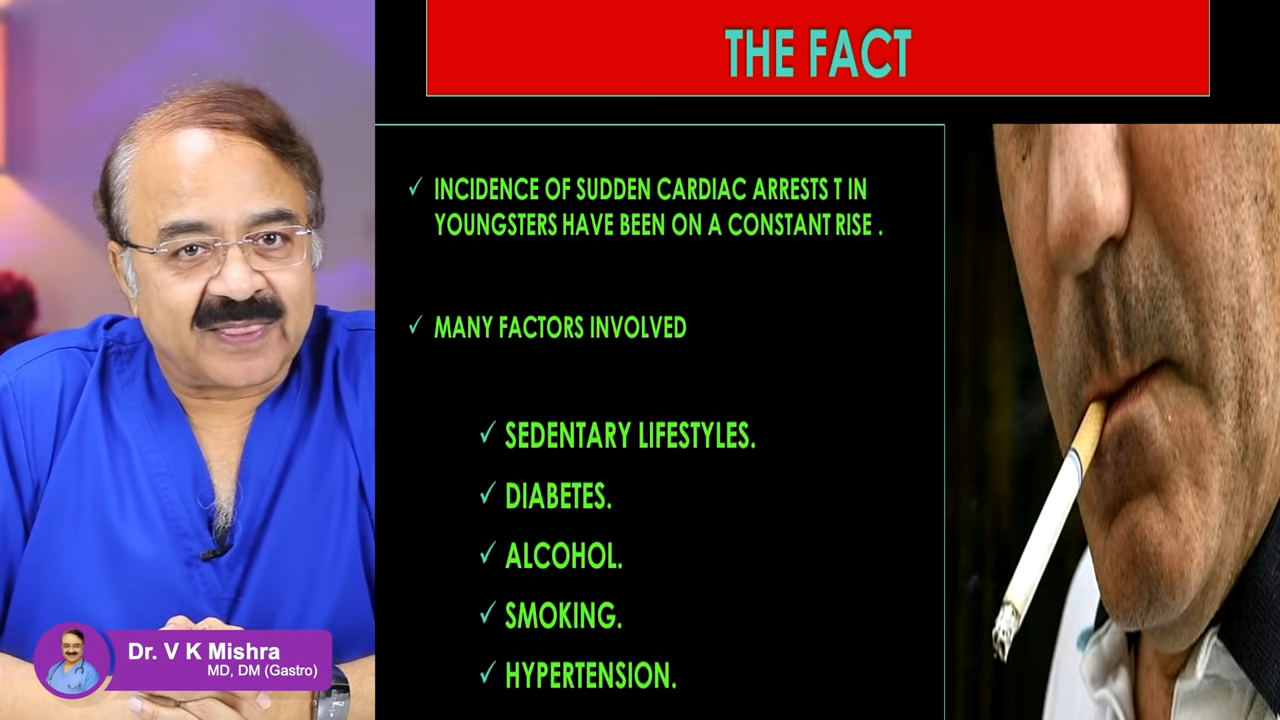 THE FACT
✓ INCIDENCE OF SUDDEN CARDIAC ARRESTS T IN
YOUNGSTERS HAVE BEEN ON A CONSTANT RISE .
✓ MANY FACTORS INVOLVED
✓ SEDENTARY LIFESTYLES.
✓ DIABETES.
✓ ALCOHOL.
✓ SMOKING.
✓ HYPERTENSION.
Dr. V K Mishra
MD, DM (Gastro)